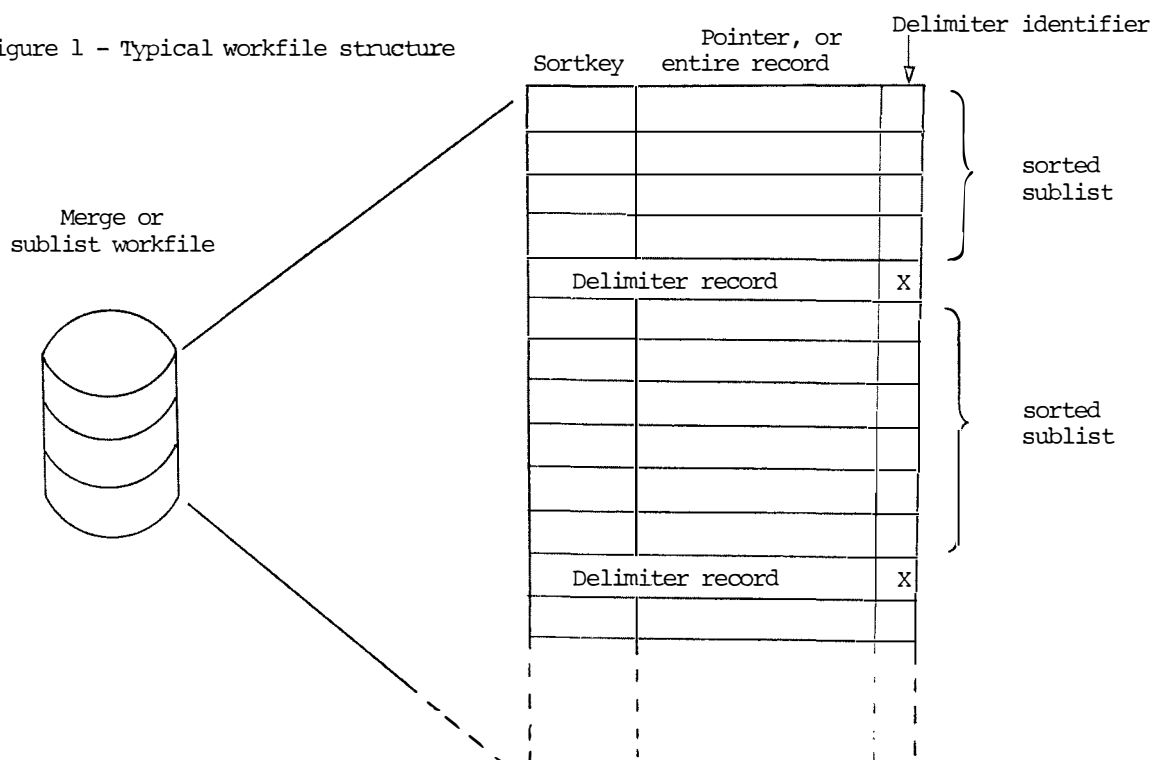 igure 1 - Typical workfile structure
Delimiter identifier
Pointer, or
Sortkey entire record
sorted
sublist
Merge or
sublist workfile
Delimiter record X
sorted
sublist
Delimiter record X